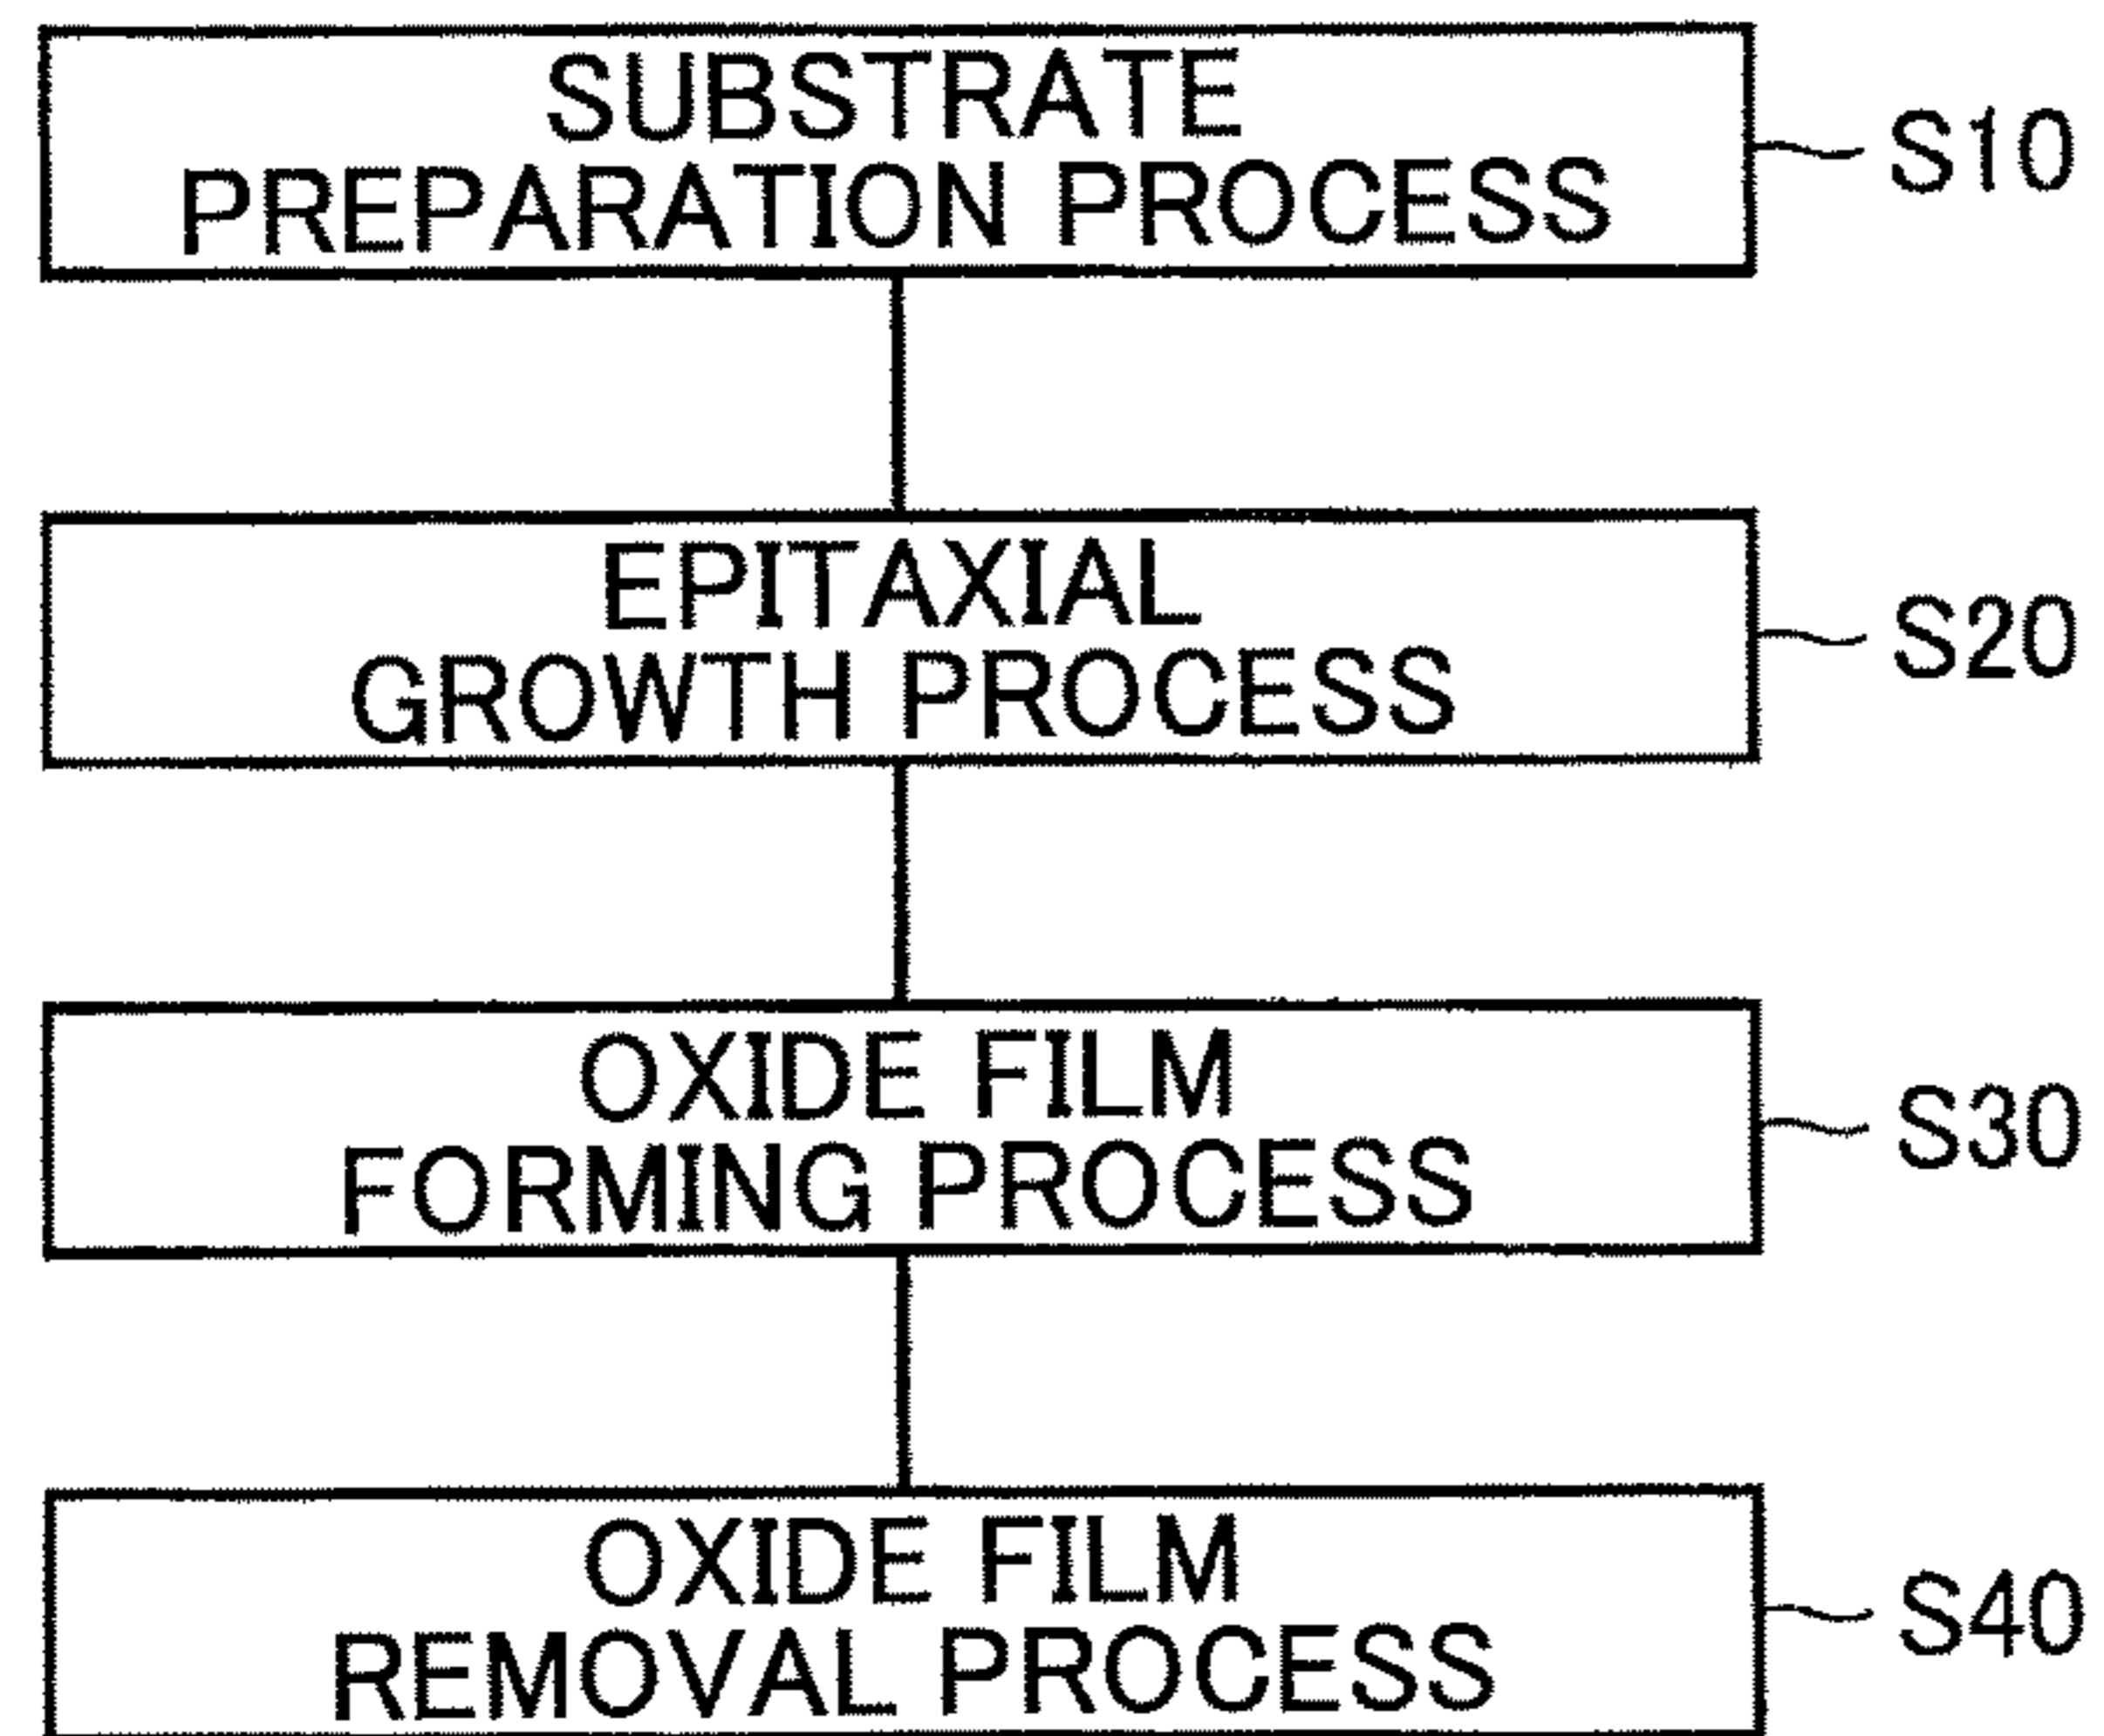 SUBSTRATE
PREPARATION PROCESS
S10
EPITAXIAL
GROWTH PROCESS
S20
OXIDE FILM
FORMING PROCESS
S30
OXIDE FILM
REMOVAL PROCESS
S40